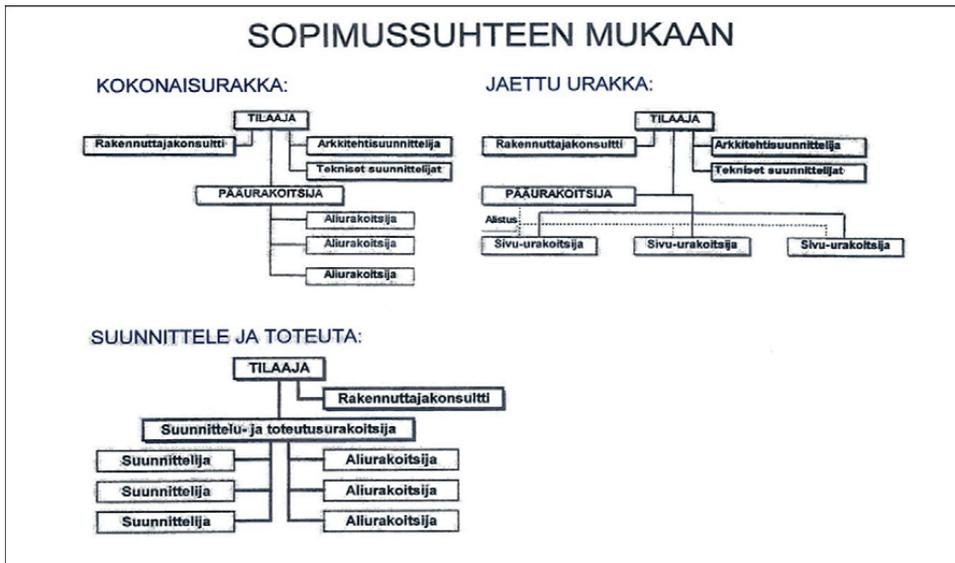 SOPIMUSSUHTEEN MUKAAN
KOKONAISURAKKA:
TILAAJA
Rakennuttajakonsultti
Arkkitehtisuunnittelija
Tekniset suunnittelijat
PÄÄURAKOITSIJA
Aliurakoitsija
Aliurakoitsija
Aliurakoitsija
JAETTU URAKKA:
TILAAJA
Rakennuttajakonsultti
Arkkitehtisuunnittelija
Tekniset suunnittelijat
PÄÄURAKOITSIJA
Alistus
Sivu-urakoitsija
Sivu-urakoitsija
Sivu-urakoitsija
SUUNNITTELE JA TOTEUTA:
TILAAJA
Rakennuttajakonsultti
Suunnittelu- ja toteutusurakoitsija
Suunnittelija
Aliurakoitsija
Suunnittelija
Aliurakoitsija
Suunnittelija
Aliurakoitsija